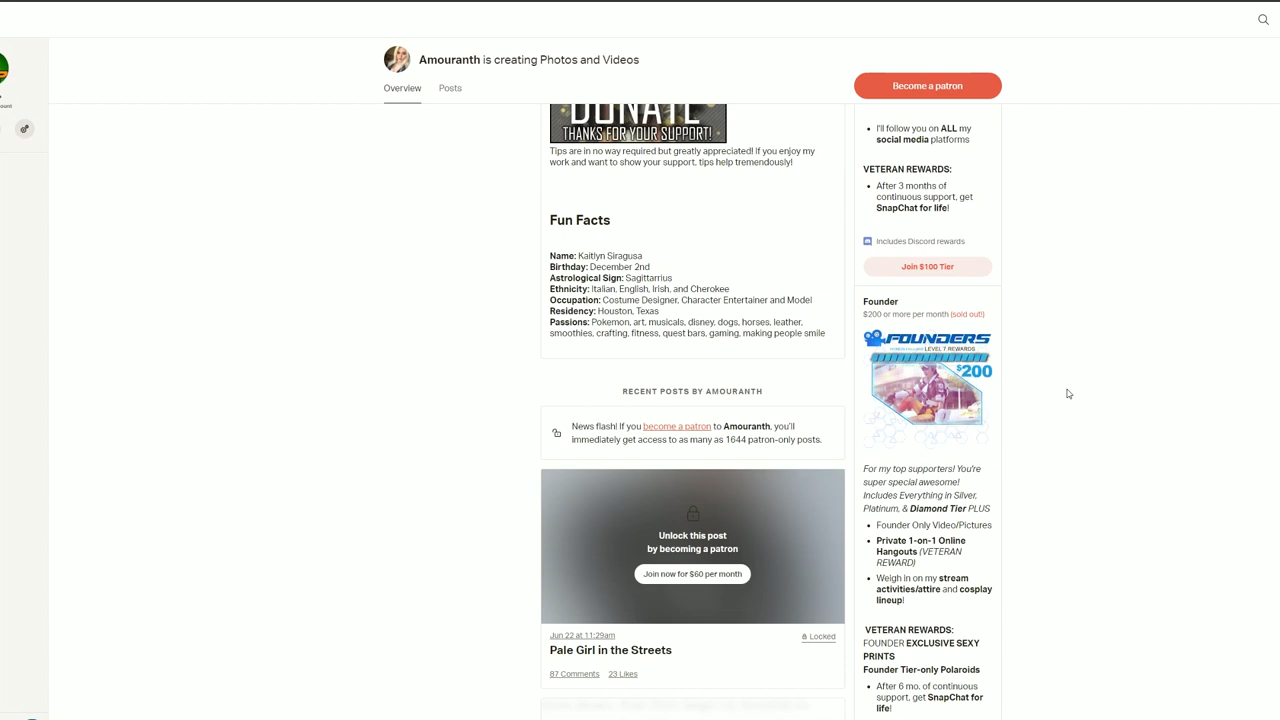 Amouranth is creating Photos and Videos
Overview
Posts
Become a patron
DONATE
THANKS FOR YOUR SUPPORT!
Tips are in no way required but greatly appreciated! If you enjoy my
work and want to show your support, tips help tremendously!
Fun Facts
Name: Kaitlyn Siragusa
Birthday: December 2nd
Astrological Sign: Sagittarrius
Ethnicity: Italian, English, Irish, and Cherokee
Occupation: Costume Designer, Character Entertainer and Model
Residency: Houston, Texas
Passions: Pokemon, art, musicals, disney, dogs, horses, leather,
smoothies, crafting, fitness, quest bars, gaming, making people smile
RECENT POSTS BY AMOURANTH
News flash! If you become a patron to Amouranth, you'll
immediately get access to as many as 1644 patron-only posts.
Unlock this post
by becoming a patron
Join now for $60 per month
Jun 22 at 11:29am
Locked
Pale Girl in the Streets
87 Comments
23 Likes
I'll follow you on ALL my
social media platforms
VETERAN REWARDS:
After 3 months of
continuous support, get
SnapChat for life!
Includes Discord rewards
Join $100 Tier
Founder
$200 or more per month (sold out!)
FOUNDERS
LEVEL 7 REWARDS
$200
For my top supporters! You're
super special awesome!
Includes Everything in Silver,
Platinum, & Diamond Tier PLUS
Founder Only Video/Pictures
Private 1-on-1 Online
Hangouts (VETERAN
REWARD)
Weigh in on my stream
activities/attire and cosplay
lineup!
VETERAN REWARDS:
FOUNDER EXCLUSIVE SEXY
PRINTS
Founder Tier-only Polaroids
After 6 mo. of continuous
support, get SnapChat for
life!